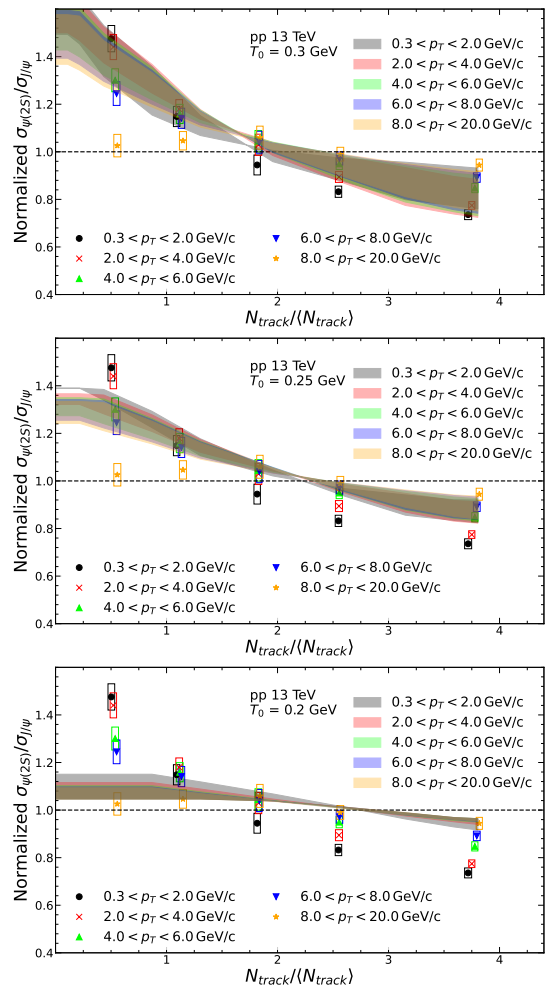 1.4
1.2
1.0
0.8
0.6
0.4
Normalized σψ(2S)/σJ/ψ
pp 13 TeV
T0 = 0.3 GeV
0.3 < pT < 2.0 GeV/c
2.0 < pT < 4.0 GeV/c
4.0 < pT < 6.0 GeV/c
6.0 < pT < 8.0 GeV/c
8.0 < pT < 20.0 GeV/c
0.3 < pT < 2.0 GeV/c
2.0 < pT < 4.0 GeV/c
4.0 < pT < 6.0 GeV/c
6.0 < pT < 8.0 GeV/c
8.0 < pT < 20.0 GeV/c
0 1 2 3 4
Ntrack/⟨Ntrack⟩
1.4
1.2
1.0
0.8
0.6
0.4
Normalized σψ(2S)/σJ/ψ
pp 13 TeV
T0 = 0.25 GeV
0.3 < pT < 2.0 GeV/c
2.0 < pT < 4.0 GeV/c
4.0 < pT < 6.0 GeV/c
6.0 < pT < 8.0 GeV/c
8.0 < pT < 20.0 GeV/c
0.3 < pT < 2.0 GeV/c
2.0 < pT < 4.0 GeV/c
4.0 < pT < 6.0 GeV/c
6.0 < pT < 8.0 GeV/c
8.0 < pT < 20.0 GeV/c
0 1 2 3 4
Ntrack/⟨Ntrack⟩
1.4
1.2
1.0
0.8
0.6
0.4
Normalized σψ(2S)/σJ/ψ
pp 13 TeV
T0 = 0.2 GeV
0.3 < pT < 2.0 GeV/c
2.0 < pT < 4.0 GeV/c
4.0 < pT < 6.0 GeV/c
6.0 < pT < 8.0 GeV/c
8.0 < pT < 20.0 GeV/c
0.3 < pT < 2.0 GeV/c
2.0 < pT < 4.0 GeV/c
4.0 < pT < 6.0 GeV/c
6.0 < pT < 8.0 GeV/c
8.0 < pT < 20.0 GeV/c
0 1 2 3 4
Ntrack/⟨Ntrack⟩